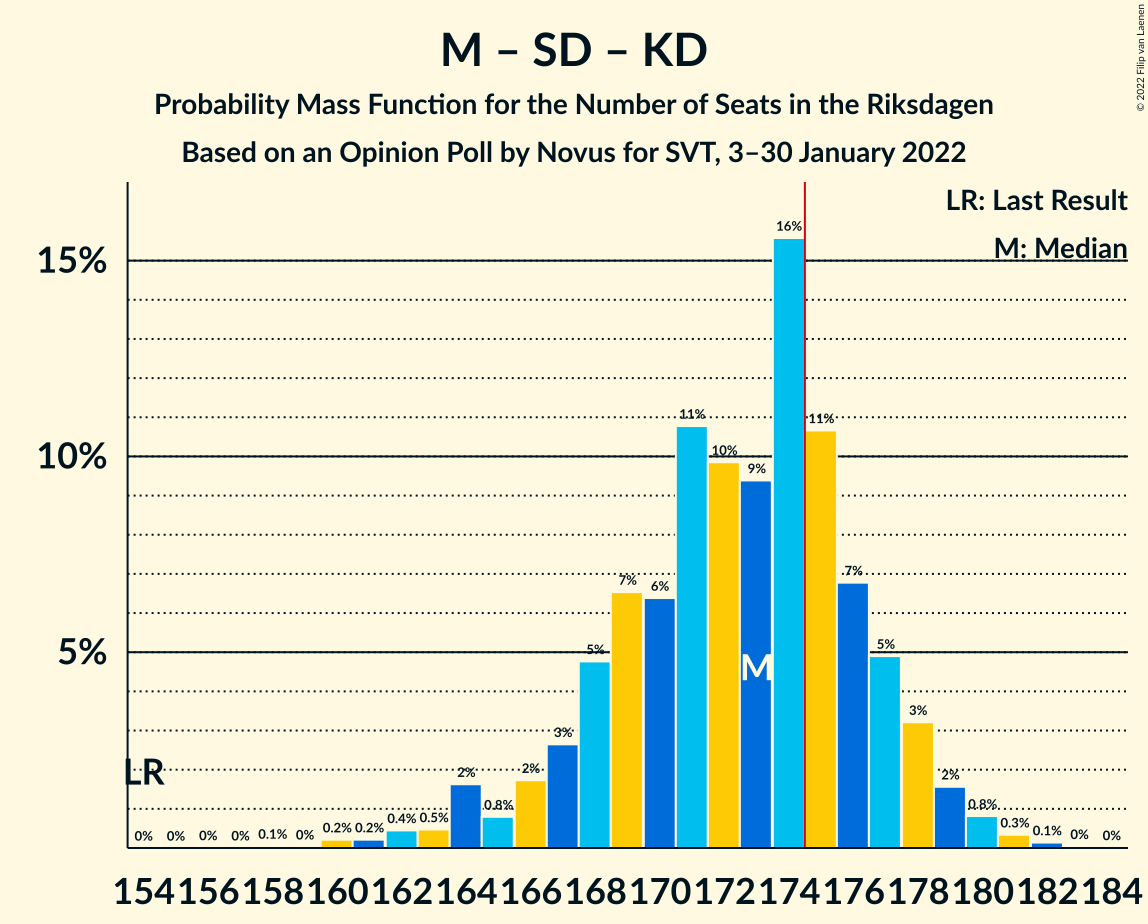 M – SD – KD
Probability Mass Function for the Number of Seats in the Riksdagen
Based on an Opinion Poll by Novus for SVT, 3–30 January 2022
© 2022 Filip van Laenen
LR: Last Result
M: Median
15%
10%
5%
LR
M
0% 0% 0% 0% 0.1% 0% 0.2% 0.2% 0.4% 0.5% 2% 0.8% 2% 3% 5% 7% 6% 11% 10% 9% 16% 11% 7% 5% 3% 2% 0.8% 0.3% 0.1% 0% 0%
154 156 158 160 162 164 166 168 170 172 174 176 178 180 182 184